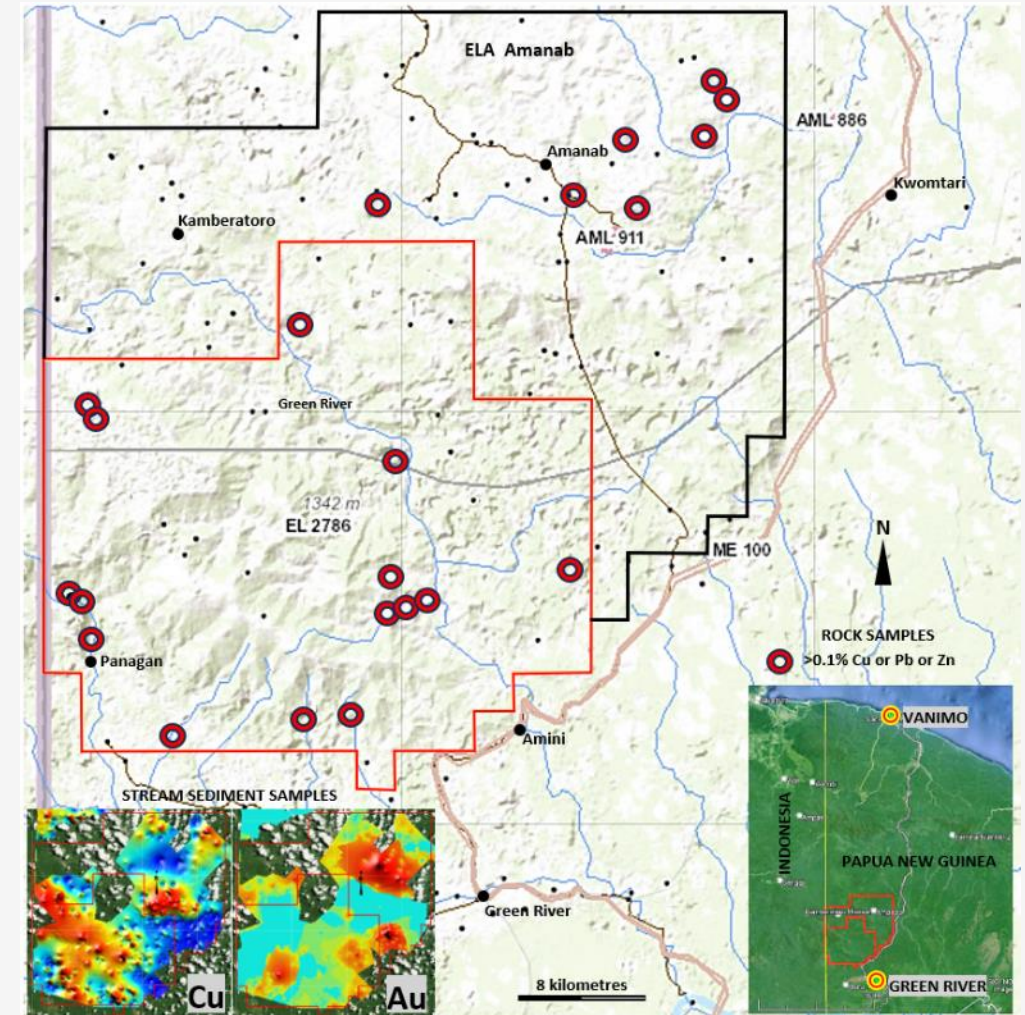 ELA Amanab
AML 886
Amanab
Kwomtari
Kamberatoro
AML 911
Green River
1342 m
EL 2786
ME 100
N
ROCK SAMPLES
>0.1% Cu or Pb or Zn
Panagan
Amini
VANIMO
STREAM SEDIMENT SAMPLES
INDONESIA
PAPUA NEW GUINEA
Green River
8 kilometres
Cu
Au
GREEN RIVER